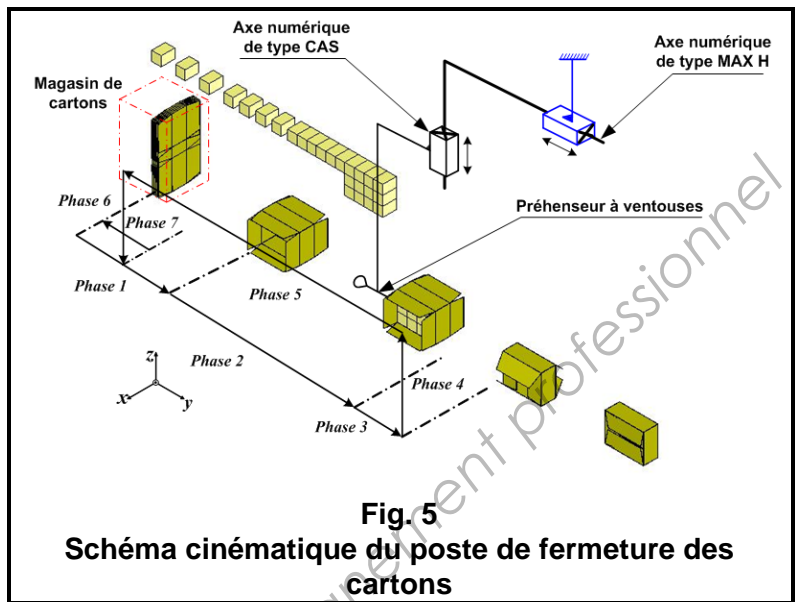 Axe numérique
de type CAS
Axe numérique
de type MAX H
Magasin de
cartons
Préhenseur à ventouses
Phase 6
Phase 7
Phase 1
Phase 5
Phase 2
Phase 4
Phase 3
z
x
y
Fig. 5
Schéma cinématique du poste de fermeture des
cartons
professionnel